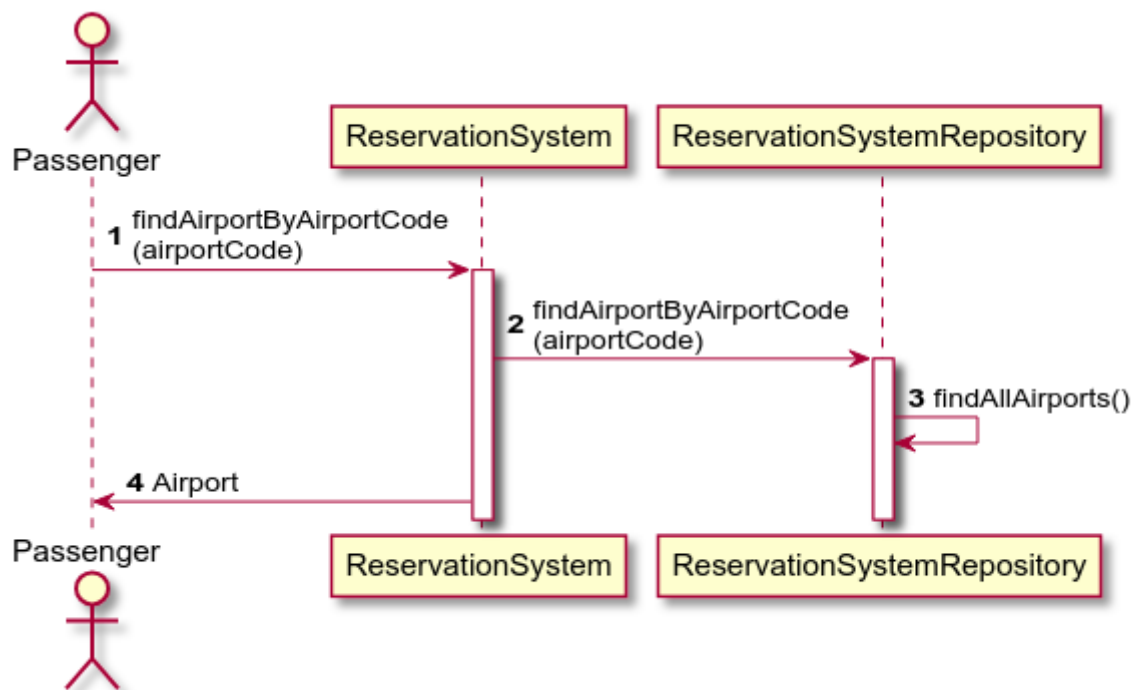 Passenger
ReservationSystem
ReservationSystemRepository
1 findAirportByAirportCode
(airportCode)
2 findAirportByAirportCode
(airportCode)
3 findAllAirports()
4 Airport
Passenger
ReservationSystem
ReservationSystemRepository